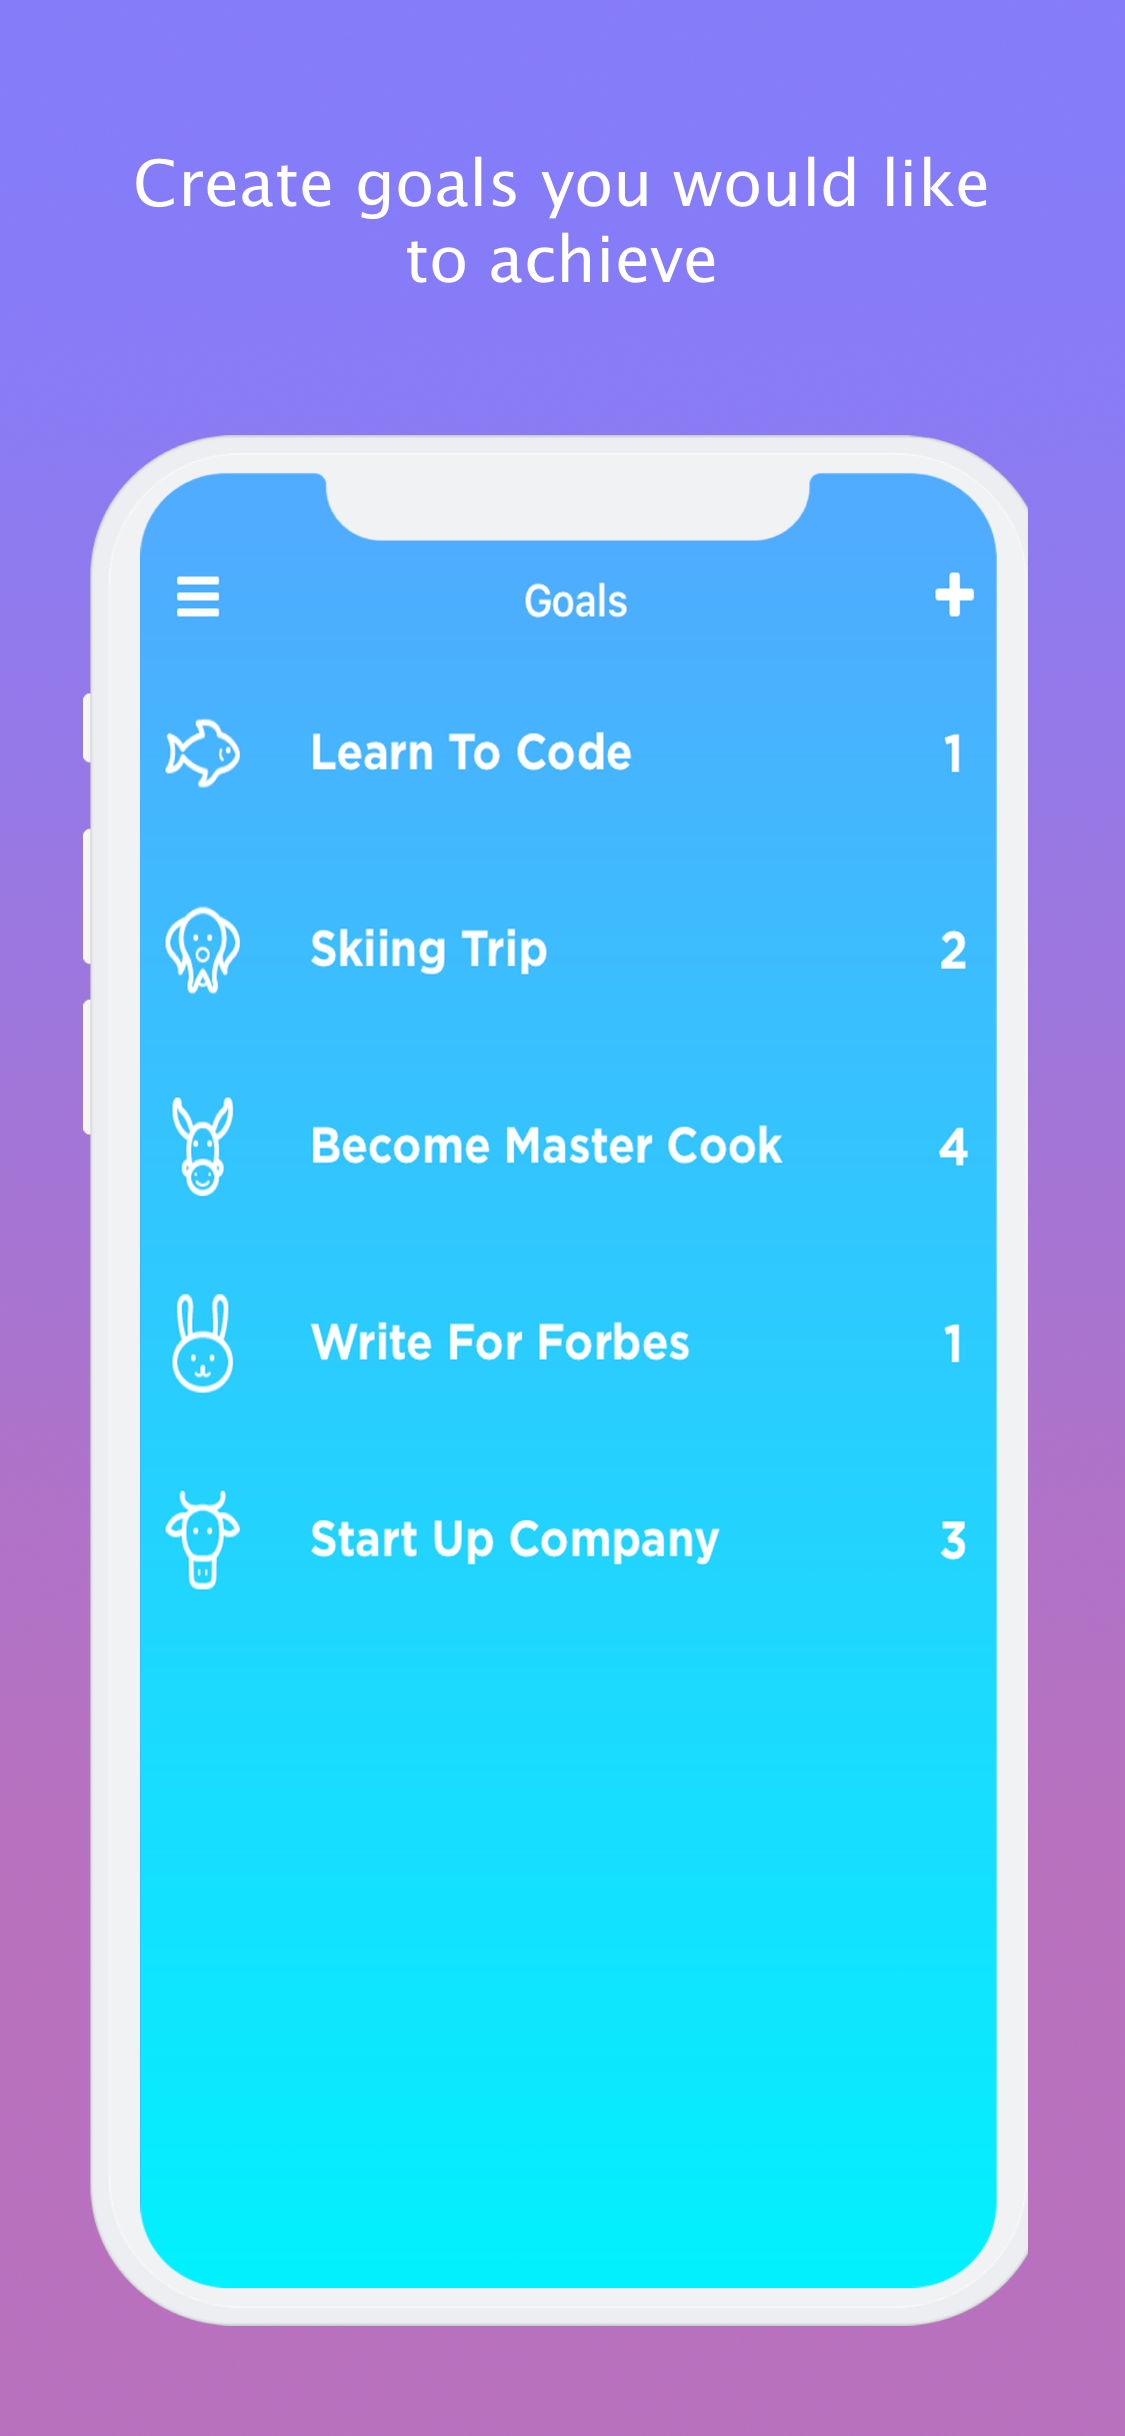 Create goals you would like
to achieve
Goals
Learn To Code 1
Skiing Trip 2
Become Master Cook 4
Write For Forbes 1
Start Up Company 3